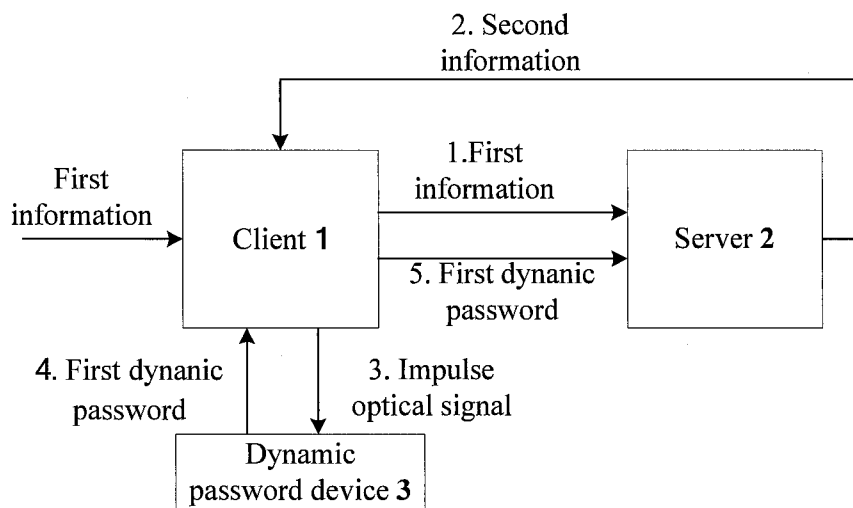 2. Second
information
First
information
Client 1
1.First
information
5. First dynanic
password
Server 2
4. First dynanic
password
3. Impulse
optical signal
Dynamic
password device 3